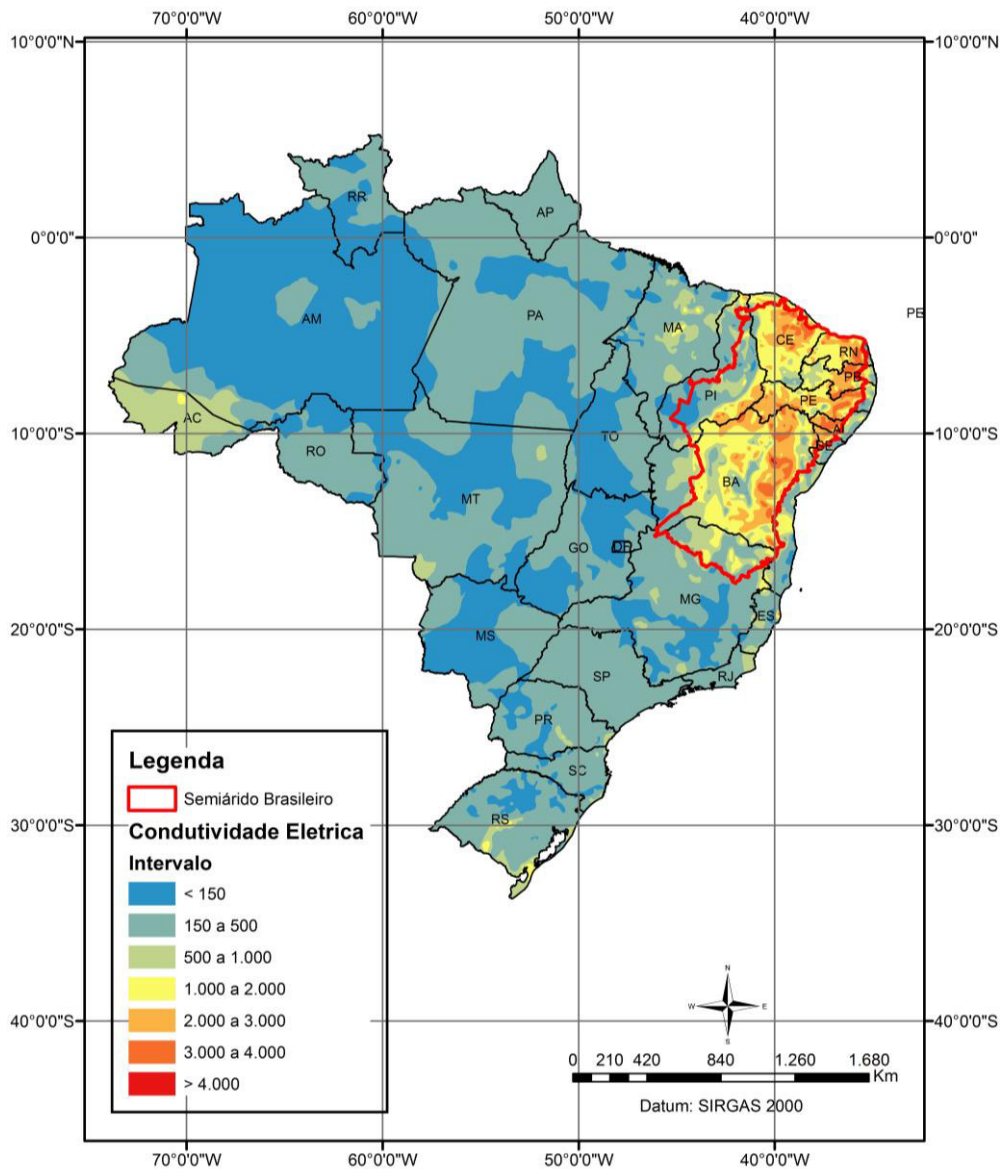 70°0'0"W 60°0'0"W 50°0'0"W 40°0'0"W
10°0'0"N 10°0'0"N
RR
AP
0°0'0" 0°0'0"
AM
PA
MA
CE
RN
PE
PB
PI
PE
AC
AL
10°0'0"S 10°0'0"S
RO
TO
SE
MT
BA
GO
DF
MG
ES
20°0'0"S 20°0'0"S
MS
SP
RJ
PR
SC
RS
30°0'0"S 30°0'0"S
Legenda
Semiárido Brasileiro
Condutividade Eletrica
Intervalo
< 150
150 a 500
500 a 1.000
1.000 a 2.000
2.000 a 3.000
3.000 a 4.000
> 4.000
N
W E
S
40°0'0"S 40°0'0"S
0 210 420 840 1.260 1.680
Km
Datum: SIRGAS 2000
70°0'0"W 60°0'0"W 50°0'0"W 40°0'0"W